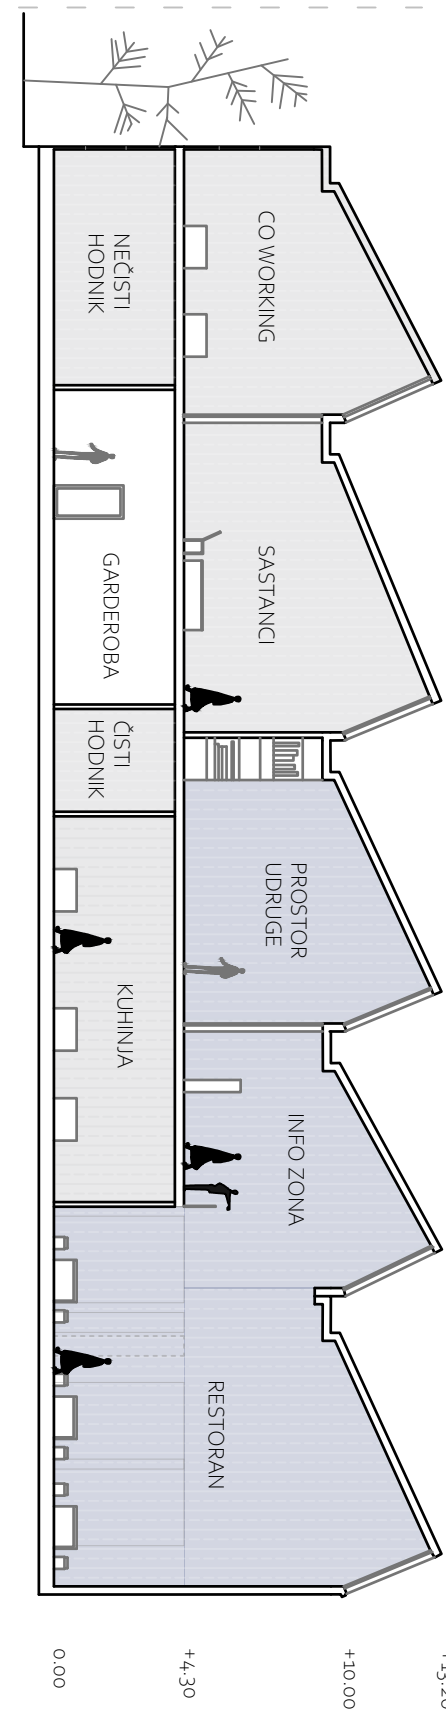 CO WORKING
SASTANCI
PROSTOR
UDRUGE
INFO ZONA
RESTORAN
NEČISTI
HODNIK
GARDEROBA
ČISTI
HODNIK
KUHINJA
+10.00
+4.30
0.00